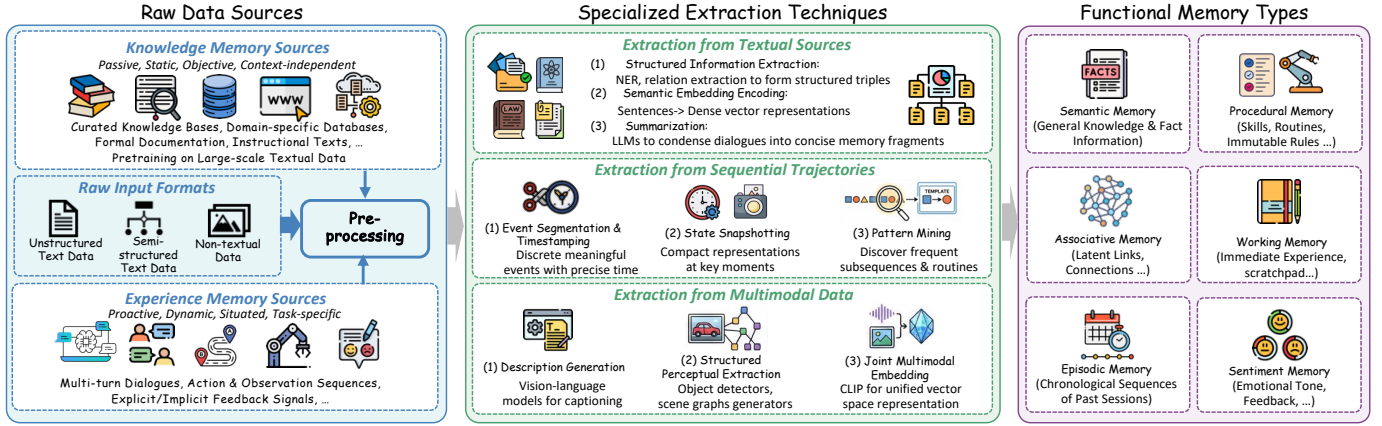 Raw Data Sources
Knowledge Memory Sources
Passive, Static, Objective, Context-independent
WWW
Curated Knowledge Bases, Domain-specific Databases,
Formal Documentation, Instructional Texts, …
Pretraining on Large-scale Textual Data
Raw Input Formats
Unstructured
Text Data
Semi-
structured
Text Data
Non-textual
Data
Pre-
processing
Experience Memory Sources
Proactive, Dynamic, Situated, Task-specific
Multi-turn Dialogues, Action & Observation Sequences,
Explicit/Implicit Feedback Signals, …
Specialized Extraction Techniques
Extraction from Textual Sources
LAW
(1) Structured Information Extraction:
NER, relation extraction to form structured triples
(2) Semantic Embedding Encoding:
Sentences-> Dense vector representations
(3) Summarization:
LLMs to condense dialogues into concise memory fragments
Extraction from Sequential Trajectories
TEMPLATE
(1) Event Segmentation &
Timestamping
Discrete meaningful
events with precise time
(2) State Snapshotting
Compact representations
at key moments
(3) Pattern Mining
Discover frequent
subsequences & routines
Extraction from Multimodal Data
(1) Description Generation
Vision-language
models for captioning
(2) Structured
Perceptual Extraction
Object detectors,
scene graphs generators
(3) Joint Multimodal
Embedding
CLIP for unified vector
space representation
Functional Memory Types
FACTS
Semantic Memory
(General Knowledge & Fact
Information)
Procedural Memory
(Skills, Routines,
Immutable Rules …)
Associative Memory
(Latent Links,
Connections …)
Working Memory
(Immediate Experience,
scratchpad…)
Episodic Memory
(Chronological Sequences
of Past Sessions)
Sentiment Memory
(Emotional Tone,
Feedback, …)